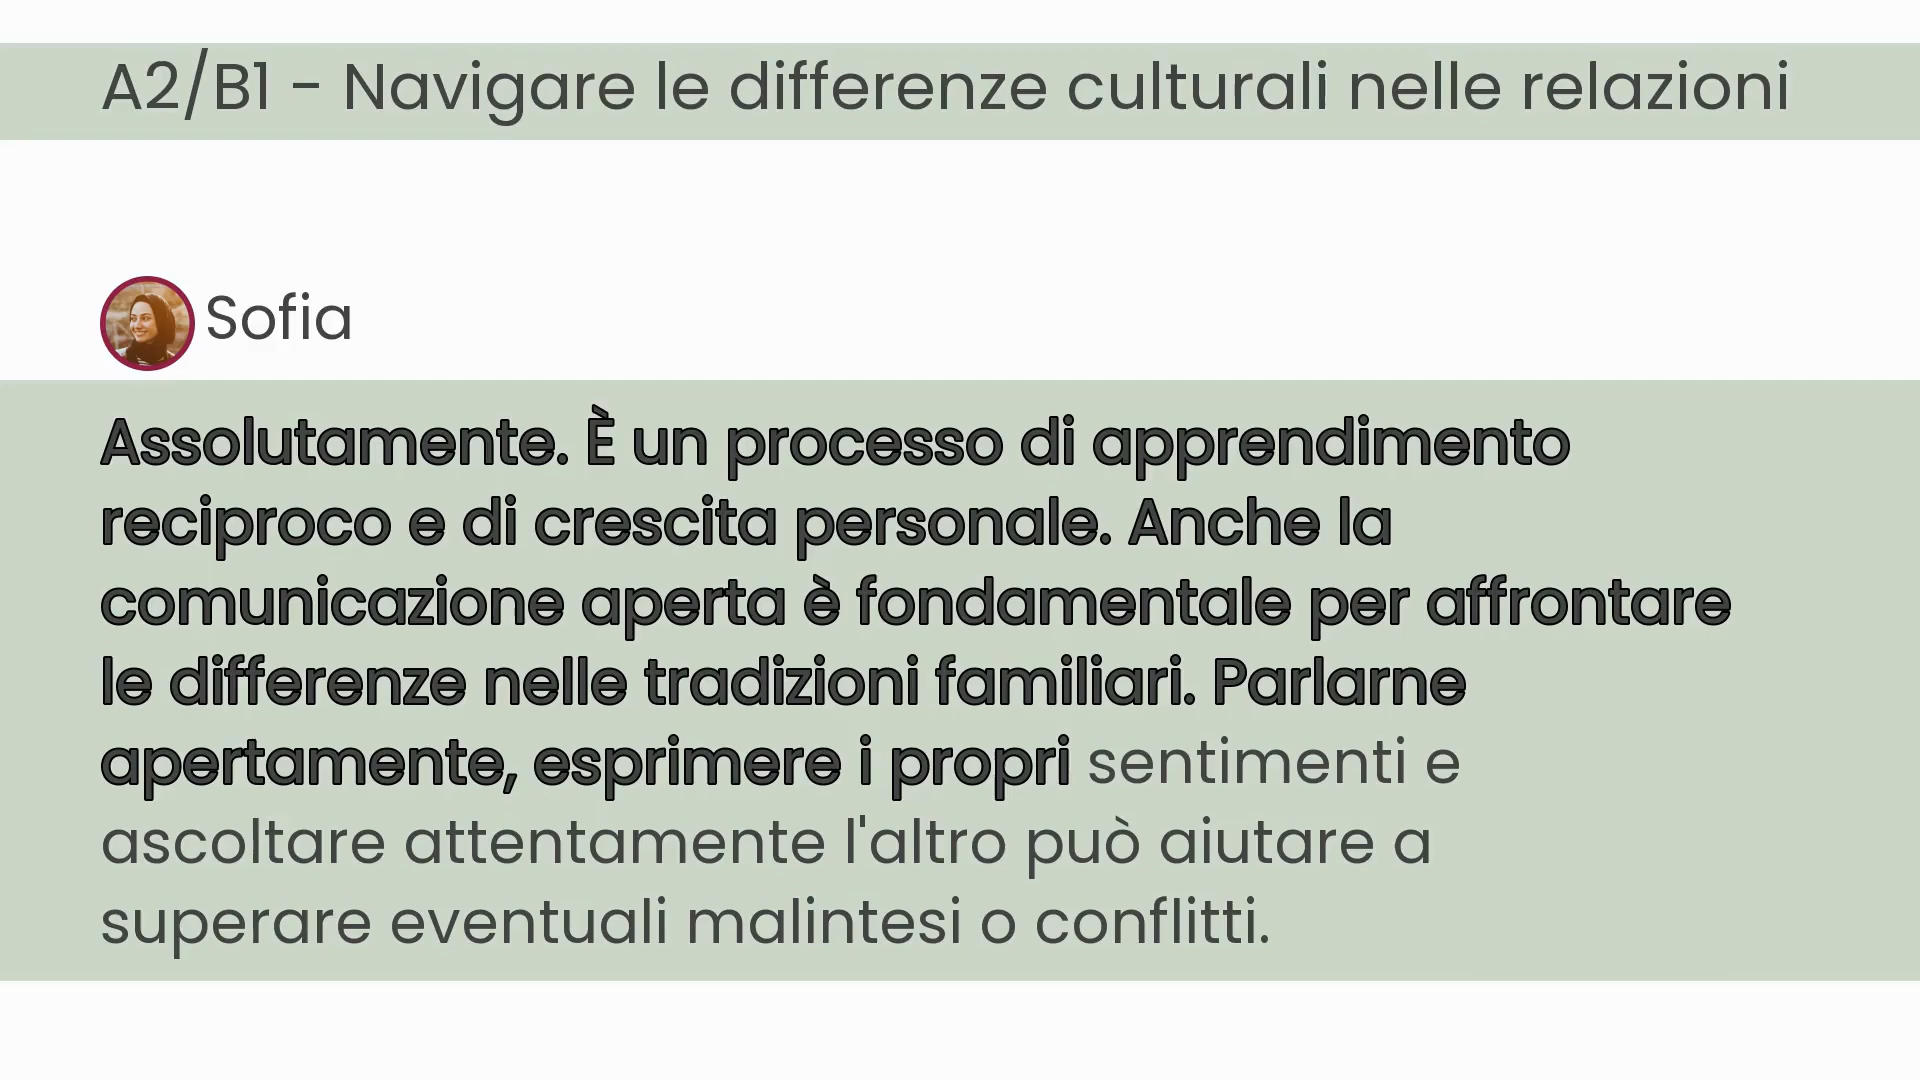 A2/B1 - Navigare le differenze culturali nelle relazioni
Sofia
Assolutamente. È un processo di apprendimento
reciproco e di crescita personale. Anche la
comunicazione aperta è fondamentale per affrontare
le differenze nelle tradizioni familiari. Parlarne
apertamente, esprimere i propri sentimenti e
ascoltare attentamente l'altro può aiutare a
superare eventuali malintesi o conflitti.